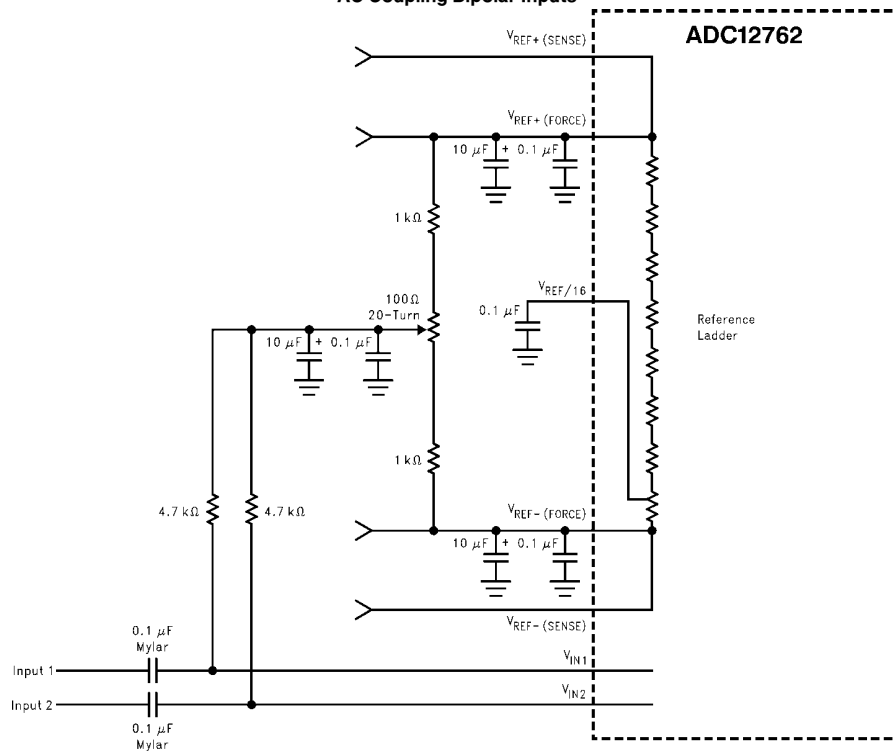 AC Coupling Bipolar Inputs
ADC12762
VREF+ (SENSE)
VREF+ (FORCE)
10 μF + 0.1 μF
1 kΩ
VREF/16
0.1 μF
100Ω
20-Turn
10 μF + 0.1 μF
Reference
Ladder
1 kΩ
4.7 kΩ
4.7 kΩ
VREF- (FORCE)
10 μF + 0.1 μF
VREF- (SENSE)
0.1 μF
Mylar
Input 1
VIN1
Input 2
VIN2
0.1 μF
Mylar